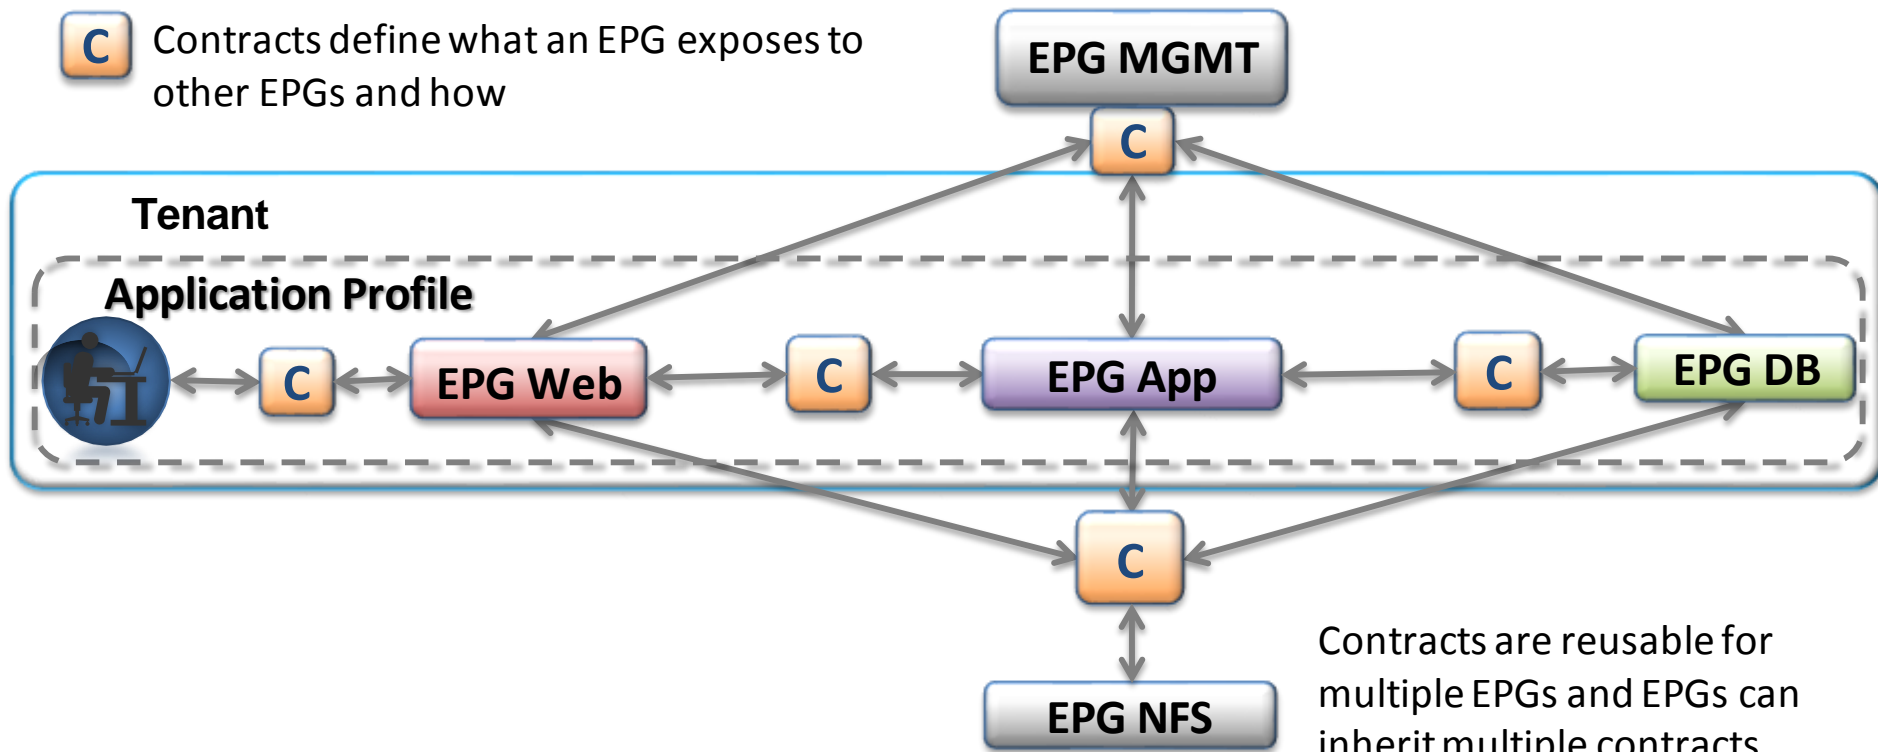 C
Contracts define what an EPG exposes to
other EPGs and how
EPG MGMT
C
Tenant
Application Profile
C
EPG Web
C
EPG App
C
EPG DB
C
EPG NFS
Contracts are reusable for
multiple EPGs and EPGs can
inherit multiple contracts